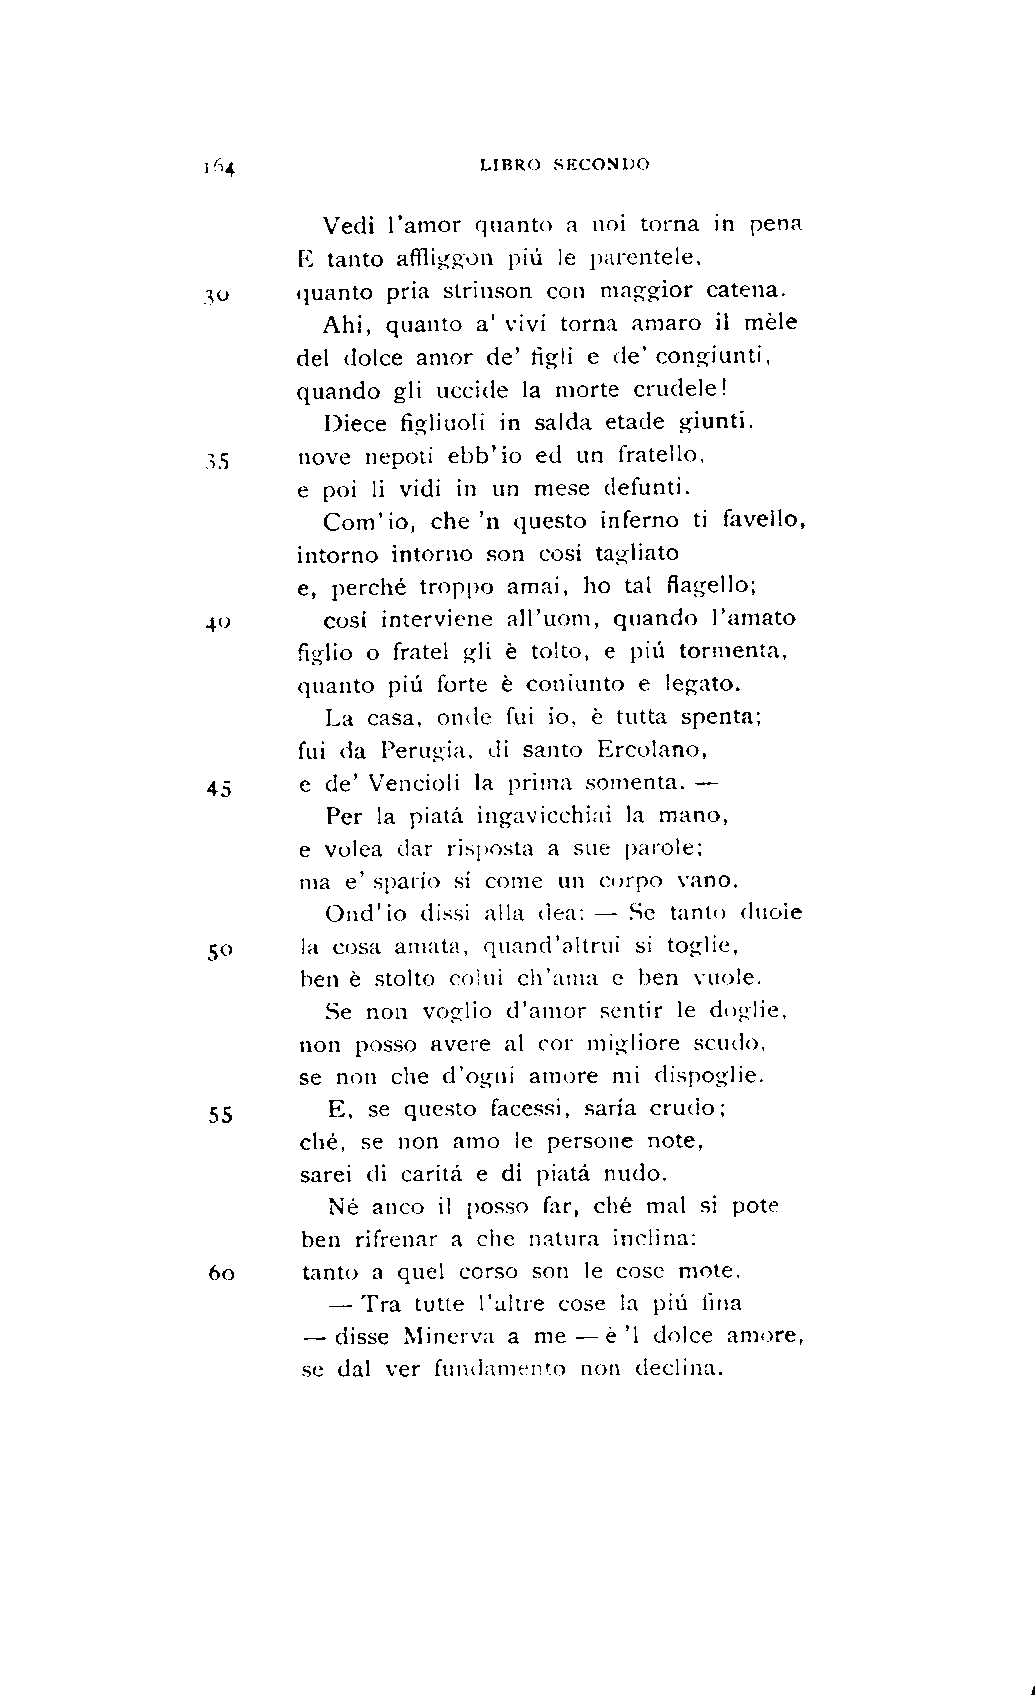 164 LIBRO SECONDO
Vedi l'amor quanto a noi torna in pena
E tanto affliggon piú le parentele,
30 quanto pria strinson con maggior catena.
Ahi, quanto a' vivi torna amaro il mèle
del dolce amor de' figli e de' congiunti,
quando gli uccide la morte crudele!
Diece figliuoli in salda etade giunti,
35 nove nepoti ebb'io ed un fratello,
e poi li vidi in un mese defunti.
Com'io, che 'n questo inferno ti favello,
intorno intorno son cosí tagliato
e, perché troppo amai, ho tal flagello;
40 cosí interviene all'uom, quando l'amato
figlio o fratel gli è tolto, e piú tormenta,
quanto piú forte è coniunto e legato.
La casa, onde fui io, è tutta spenta;
fui da Perugia, di santo Ercolano,
45 e de' Vencioli la prima somenta. —
Per la piatá ingavicchiai la mano,
e volea dar risposta a sue parole;
ma e' spario sí come un corpo vano.
Ond'io dissi alla dea: — Se tanto duole
50 la cosa amata, quand'altrui si toglie,
ben è stolto colui ch'ama e ben vuole.
Se non voglio d'amor sentir le doglie,
non posso avere al cor migliore scudo,
se non che d'ogni amore mi dispoglie.
55 E, se questo facessi, saría crudo;
ché, se non amo le persone note,
sarei di caritá e di piatá nudo.
Né anco il posso far, ché mal si pote
ben rifrenar a che natura inclina:
60 tanto a quel corso son le cose mote.
— Tra tutte l'altre cose la piú fina
— disse Minerva a me — è 'l dolce amore,
se dal ver fundamento non declina.